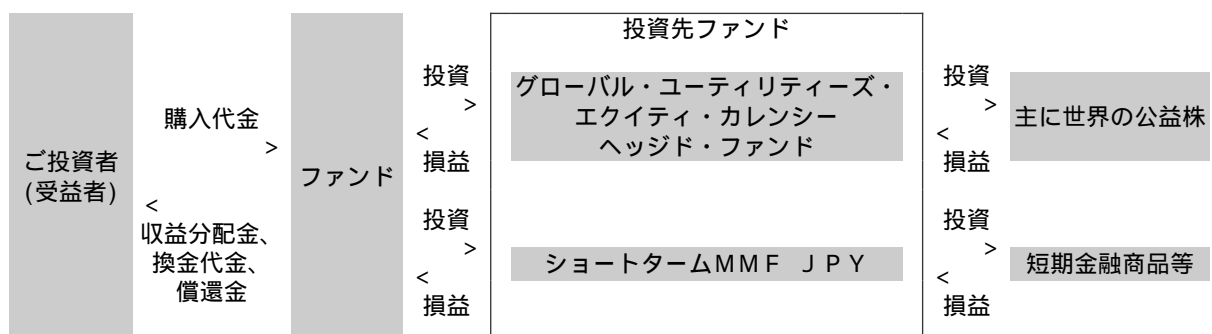 ご投資者
(受益者)
購入代金
>
<
収益分配金、
換金代金、
償還金
ファンド
投資
>
<
損益
投資
>
<
損益
投資先ファンド
グローバル・ユーティリティーズ・
エクイティ・カレンシー
ヘッジド・ファンド
ショートタームＭＭＦ　ＪＰＹ
投資
>
<
損益
投資
>
<
損益
主に世界の公益株
短期金融商品等